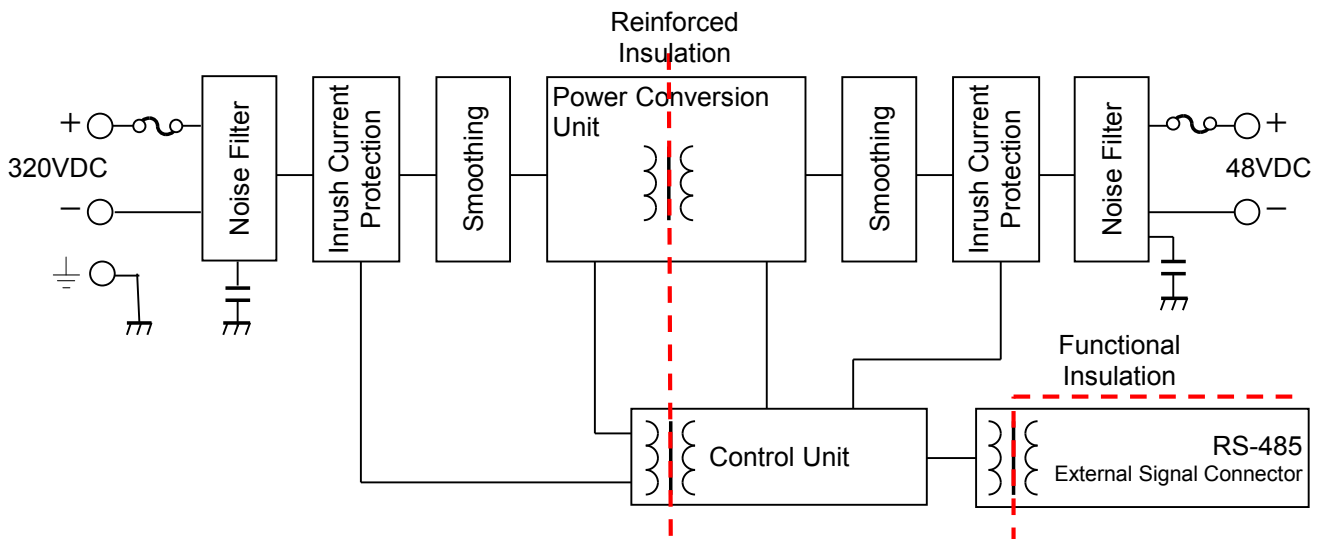 Reinforced
Insulation
Noise Filter
Inrush Current
Protection
Smoothing
Power Conversion
Unit
Smoothing
Inrush Current
Protection
Noise Filter
+
320VDC
−
+
48VDC
−
Functional
Insulation
Control Unit
RS-485
External Signal Connector